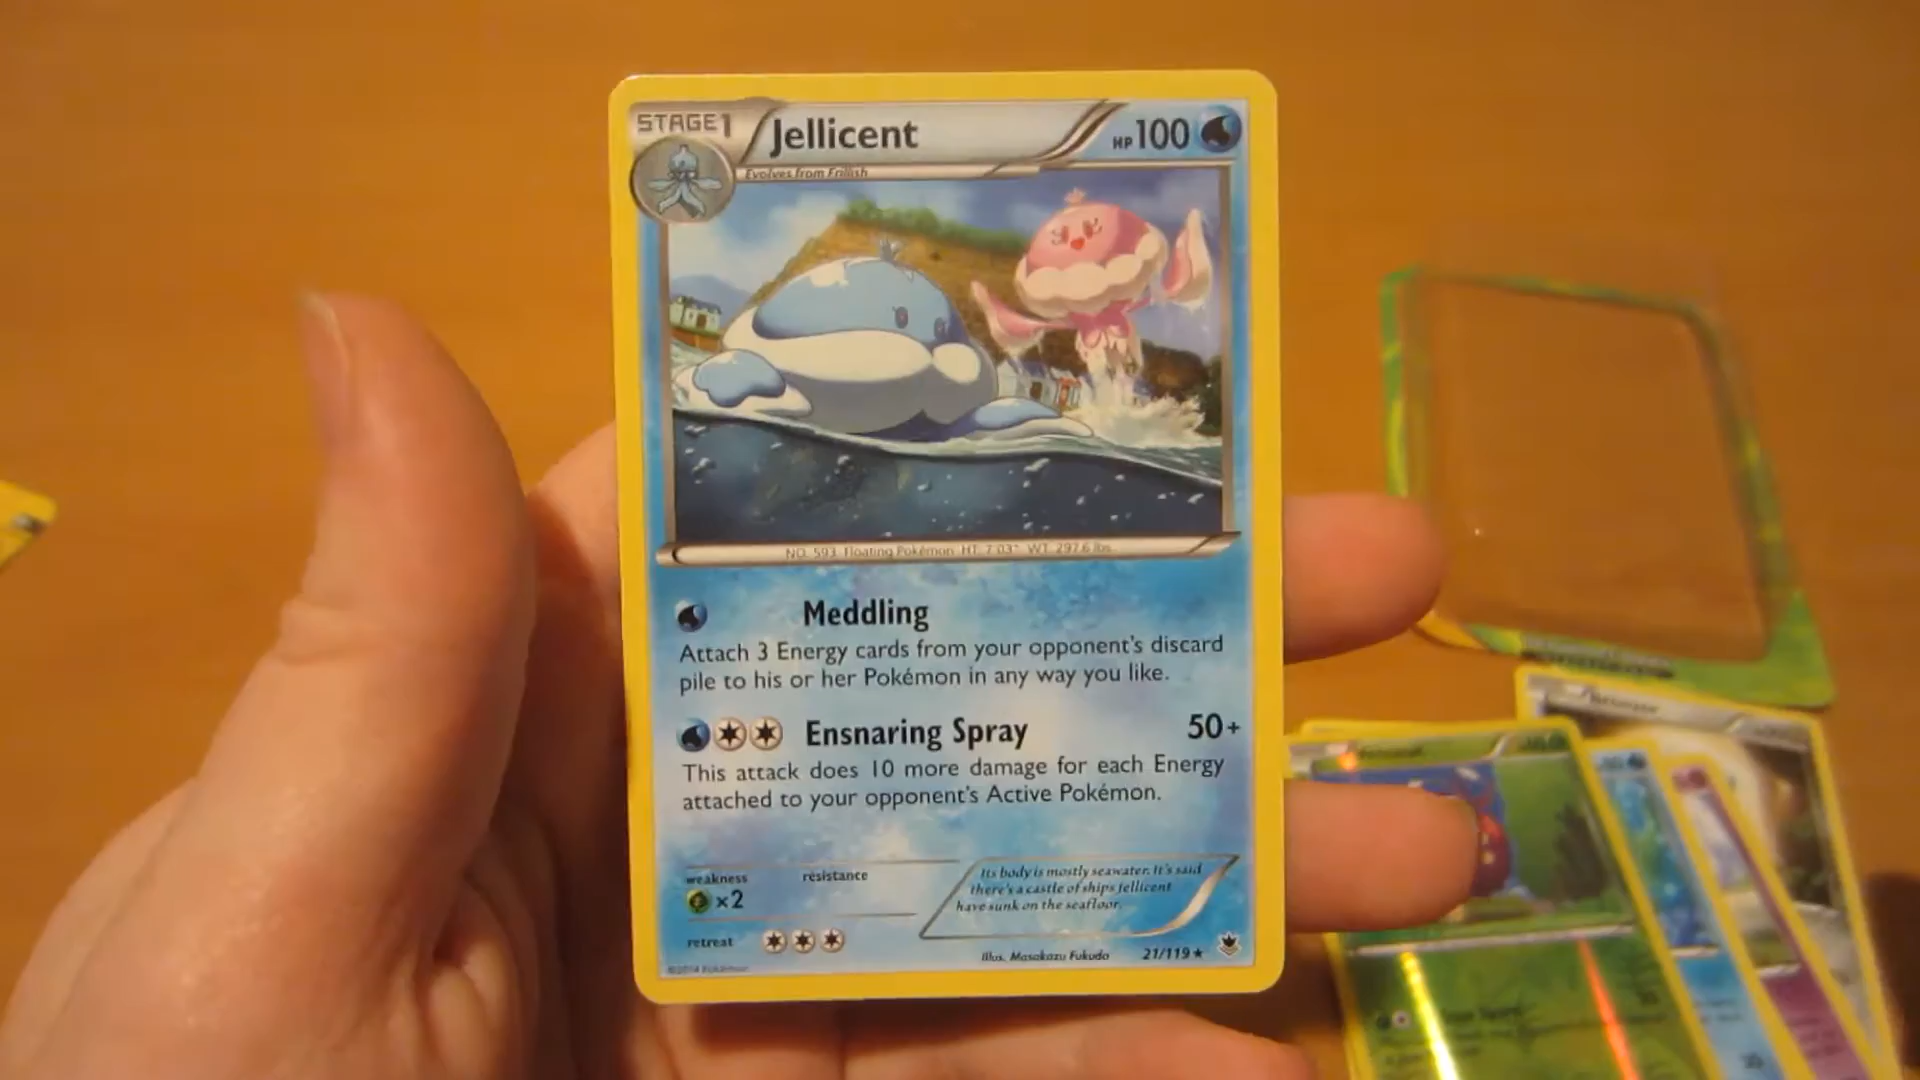 STAGE1
Jellicent
HP100
Evolves from Frillish
NO. 593 Floating Pokémon HT: 7'03" WT: 297.6 lbs.
Meddling
Attach 3 Energy cards from your opponent's discard
pile to his or her Pokémon in any way you like.
Ensnaring Spray 50+
This attack does 10 more damage for each Energy
attached to your opponent's Active Pokémon.
weakness
×2
resistance
retreat
Its body is mostly seawater. It's said
there's a castle of ships Jellicent
have sunk on the seafloor.
Illus. Masakazu Fukuda
21/119★
©2014 Pokémon